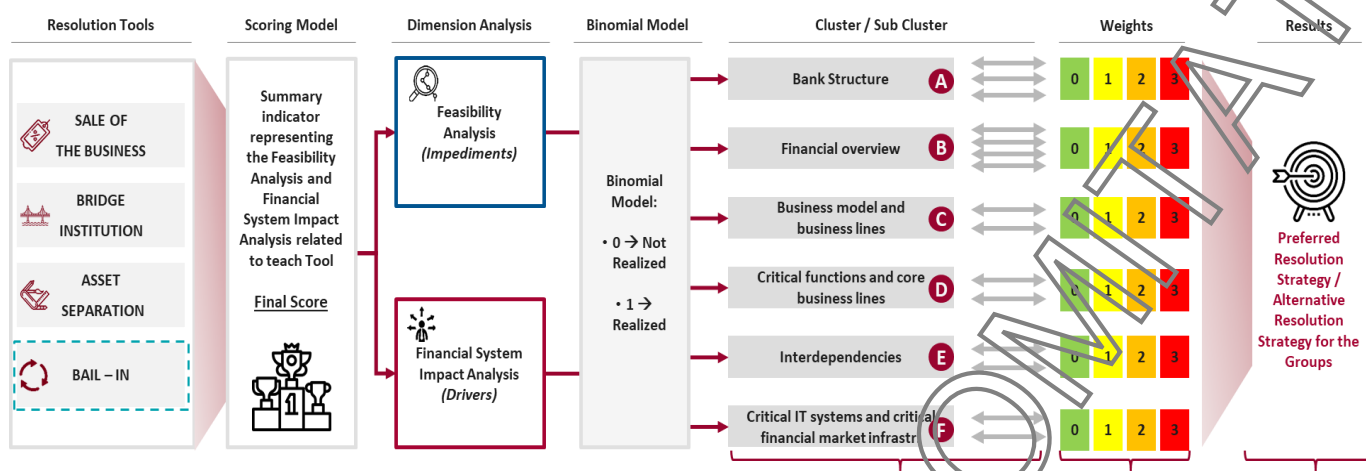 Resolution Tools
Scoring Model
Dimension Analysis
Binomial Model
Cluster / Sub Cluster
Weights
Results
SALE OF
THE BUSINESS
BRIDGE
INSTITUTION
ASSET
SEPARATION
BAIL – IN
Summary
indicator
representing
the Feasibility
Analysis and
Financial
System Impact
Analysis related
to teach Tool
Final Score
1
Feasibility
Analysis
(Impediments)
Financial System
Impact Analysis
(Drivers)
Binomial
Model:
• 0 → Not
Realized
• 1 →
Realized
Bank Structure A
0 1 2 3
Financial overview B
0 1 2 3
Business model and
business lines C
0 1 2 3
Critical functions and core
business lines D
0 1 2 3
Interdependencies E
0 1 2 3
Critical IT systems and critical
financial market infrastr F
0 1 2 3
Preferred
Resolution
Strategy /
Alternative
Resolution
Strategy for the
Groups